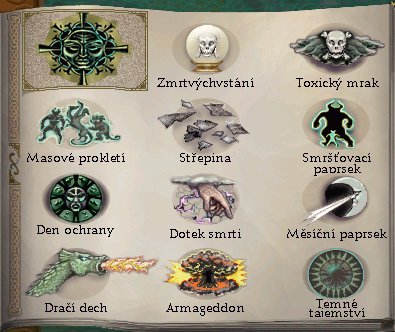 Zmrtvýchvstání
Toxický mrak
Masové prokletí
Střepina
Smršťovací
paprsek
Den ochrany
Dotek smrti
Měsíční paprsek
Dračí dech
Armageddon
Temné
tajemství